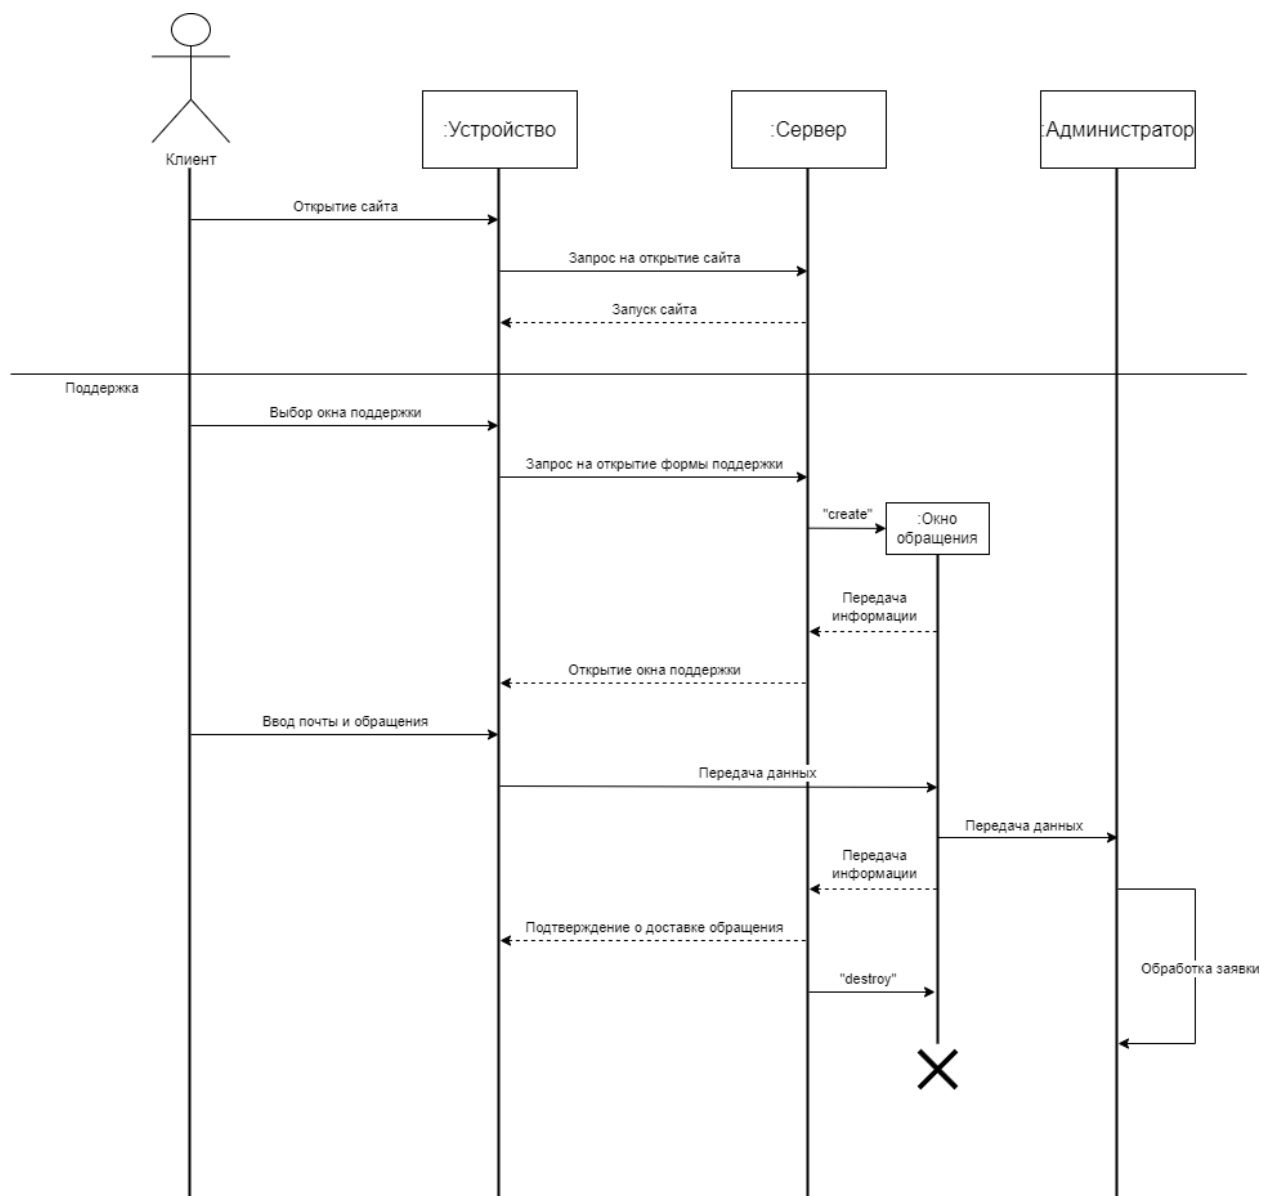 Клиент
:Устройство
:Сервер
:Администратор
Открытие сайта
Запрос на открытие сайта
Запуск сайта
Поддержка
Выбор окна поддержки
Запрос на открытие формы поддержки
"create"
:Окно
обращения
Передача
информации
Открытие окна поддержки
Ввод почты и обращения
Передача данных
Передача данных
Передача
информации
Подтверждение о доставке обращения
Обработка заявки
"destroy"